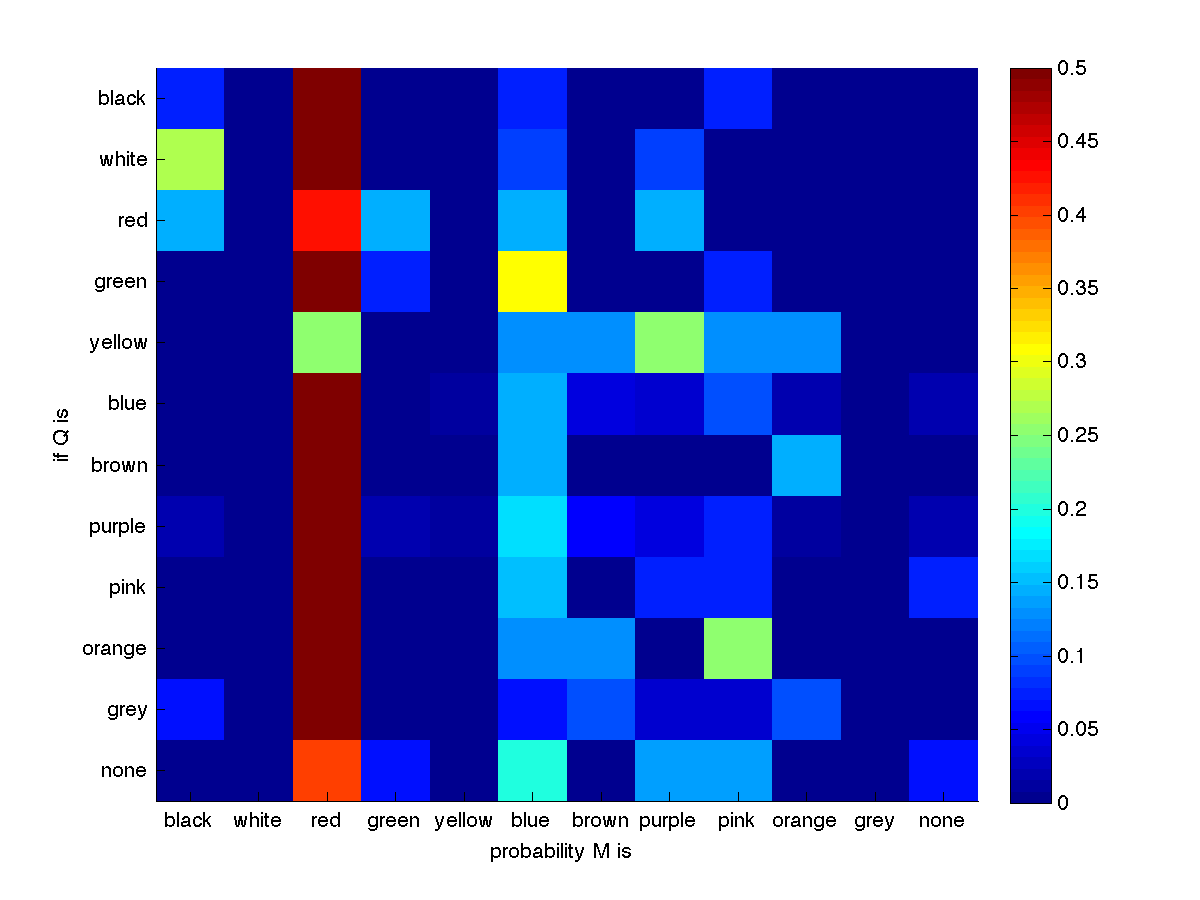 black
white
red
green
yellow
blue
brown
purple
pink
orange
grey
none
if Q is
black white red green yellow blue brown purple pink orange grey none
probability M is
0.5
0.45
0.4
0.35
0.3
0.25
0.2
0.15
0.1
0.05
0